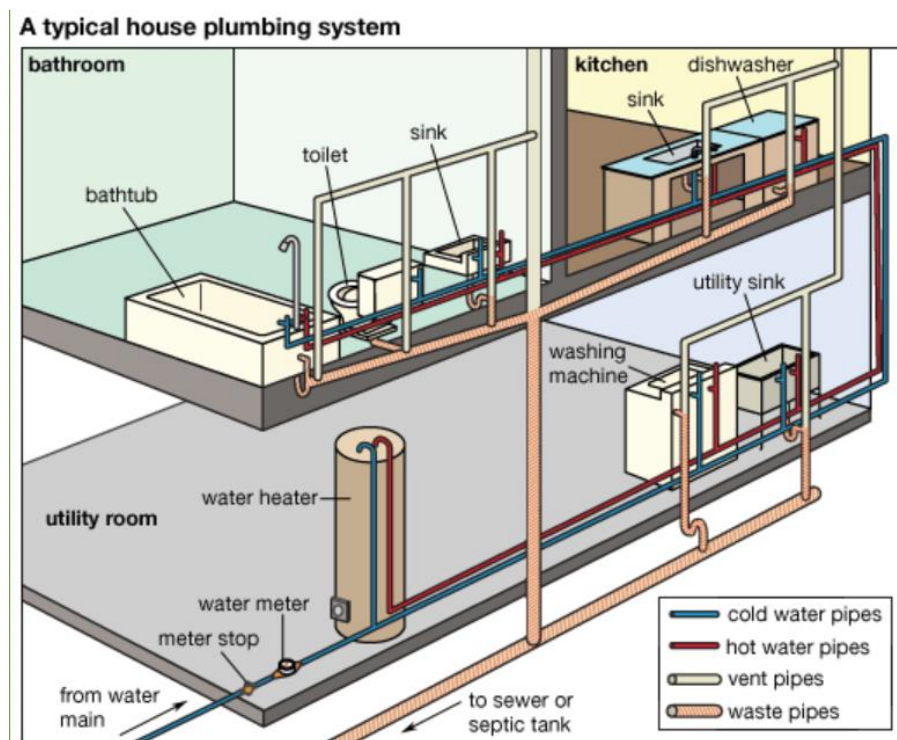 A typical house plumbing system
bathroom
kitchen
dishwasher
sink
sink
toilet
bathtub
utility sink
washing
machine
water heater
utility room
water meter
meter stop
from water
main
to sewer or
septic tank
cold water pipes
hot water pipes
vent pipes
waste pipes